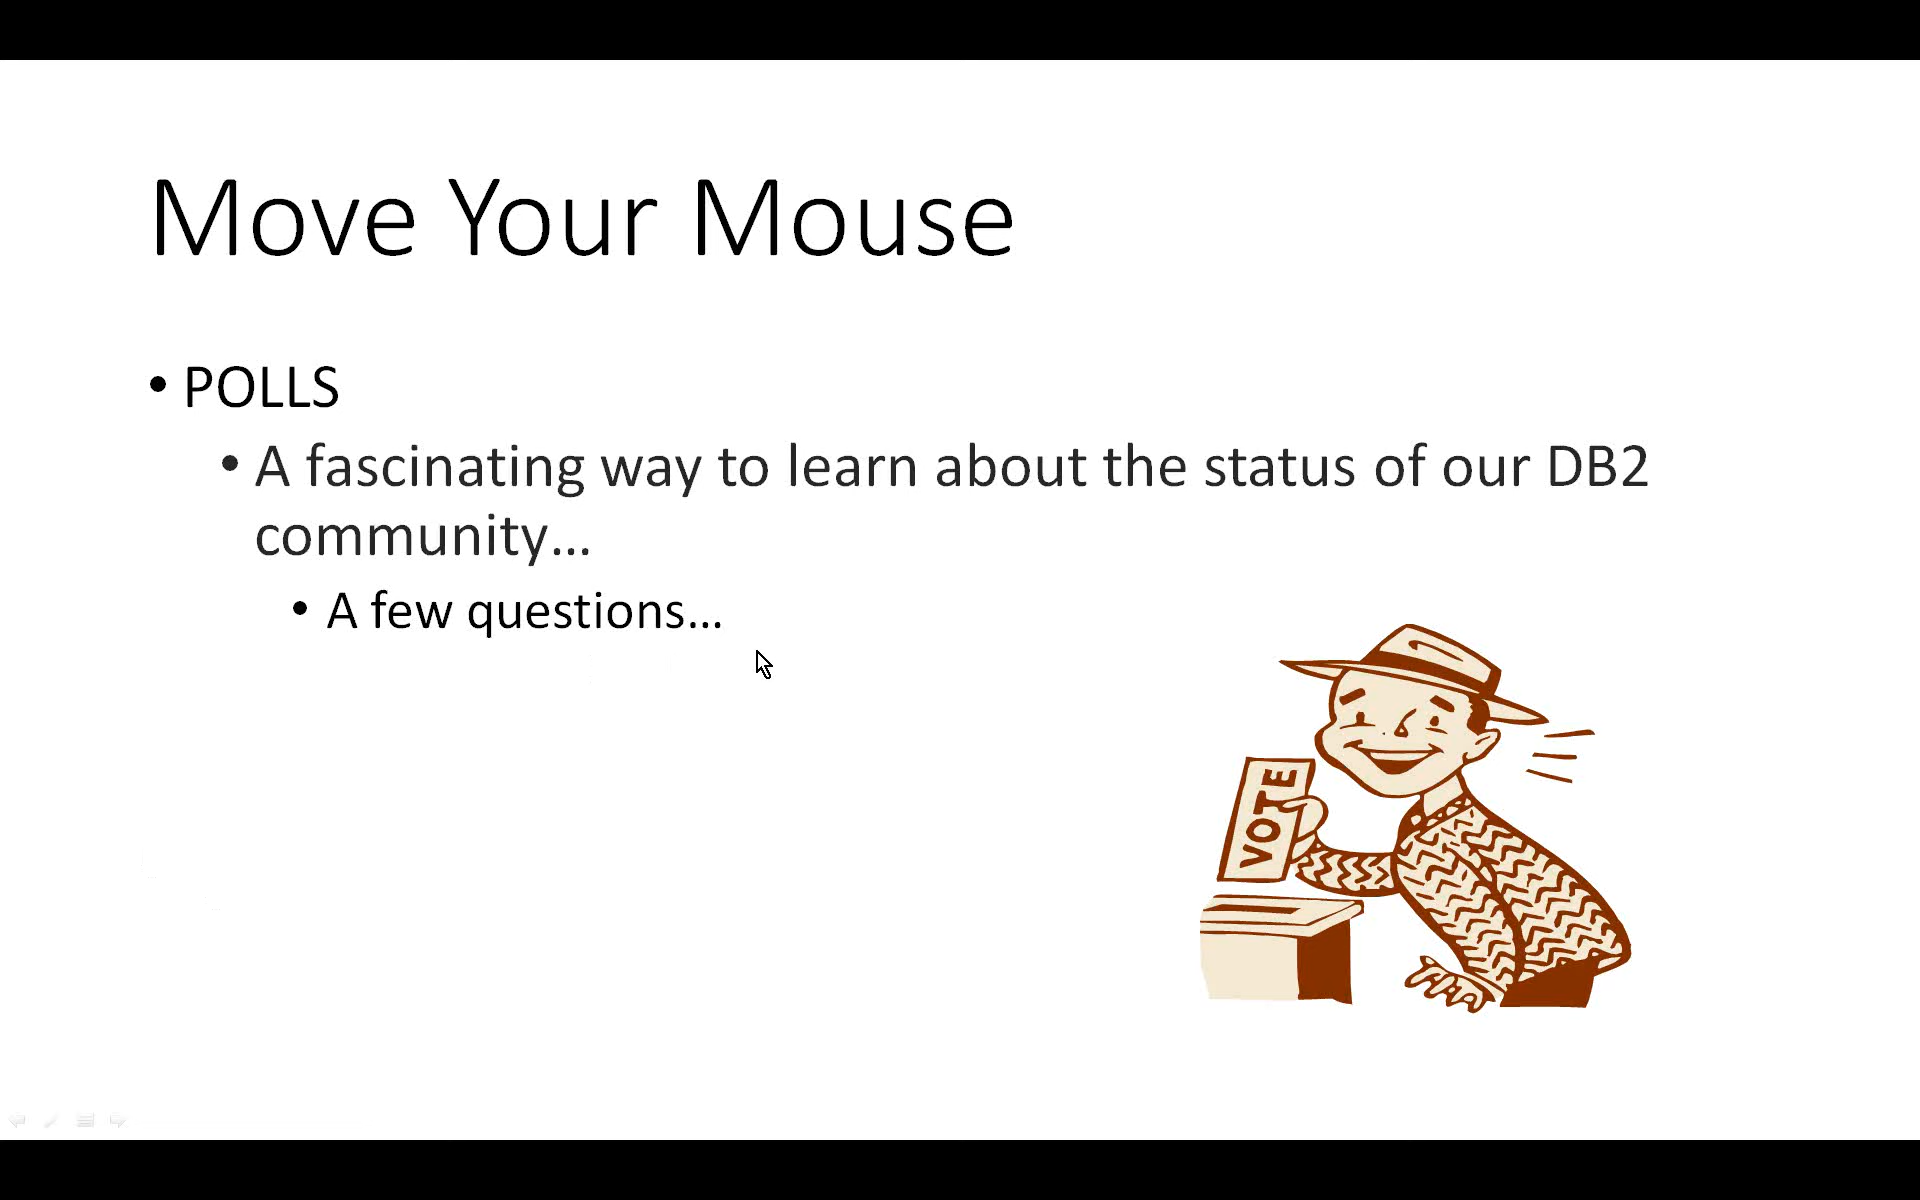 Move Your Mouse
• POLLS
• A fascinating way to learn about the status of our DB2
community...
• A few questions...
VOTE